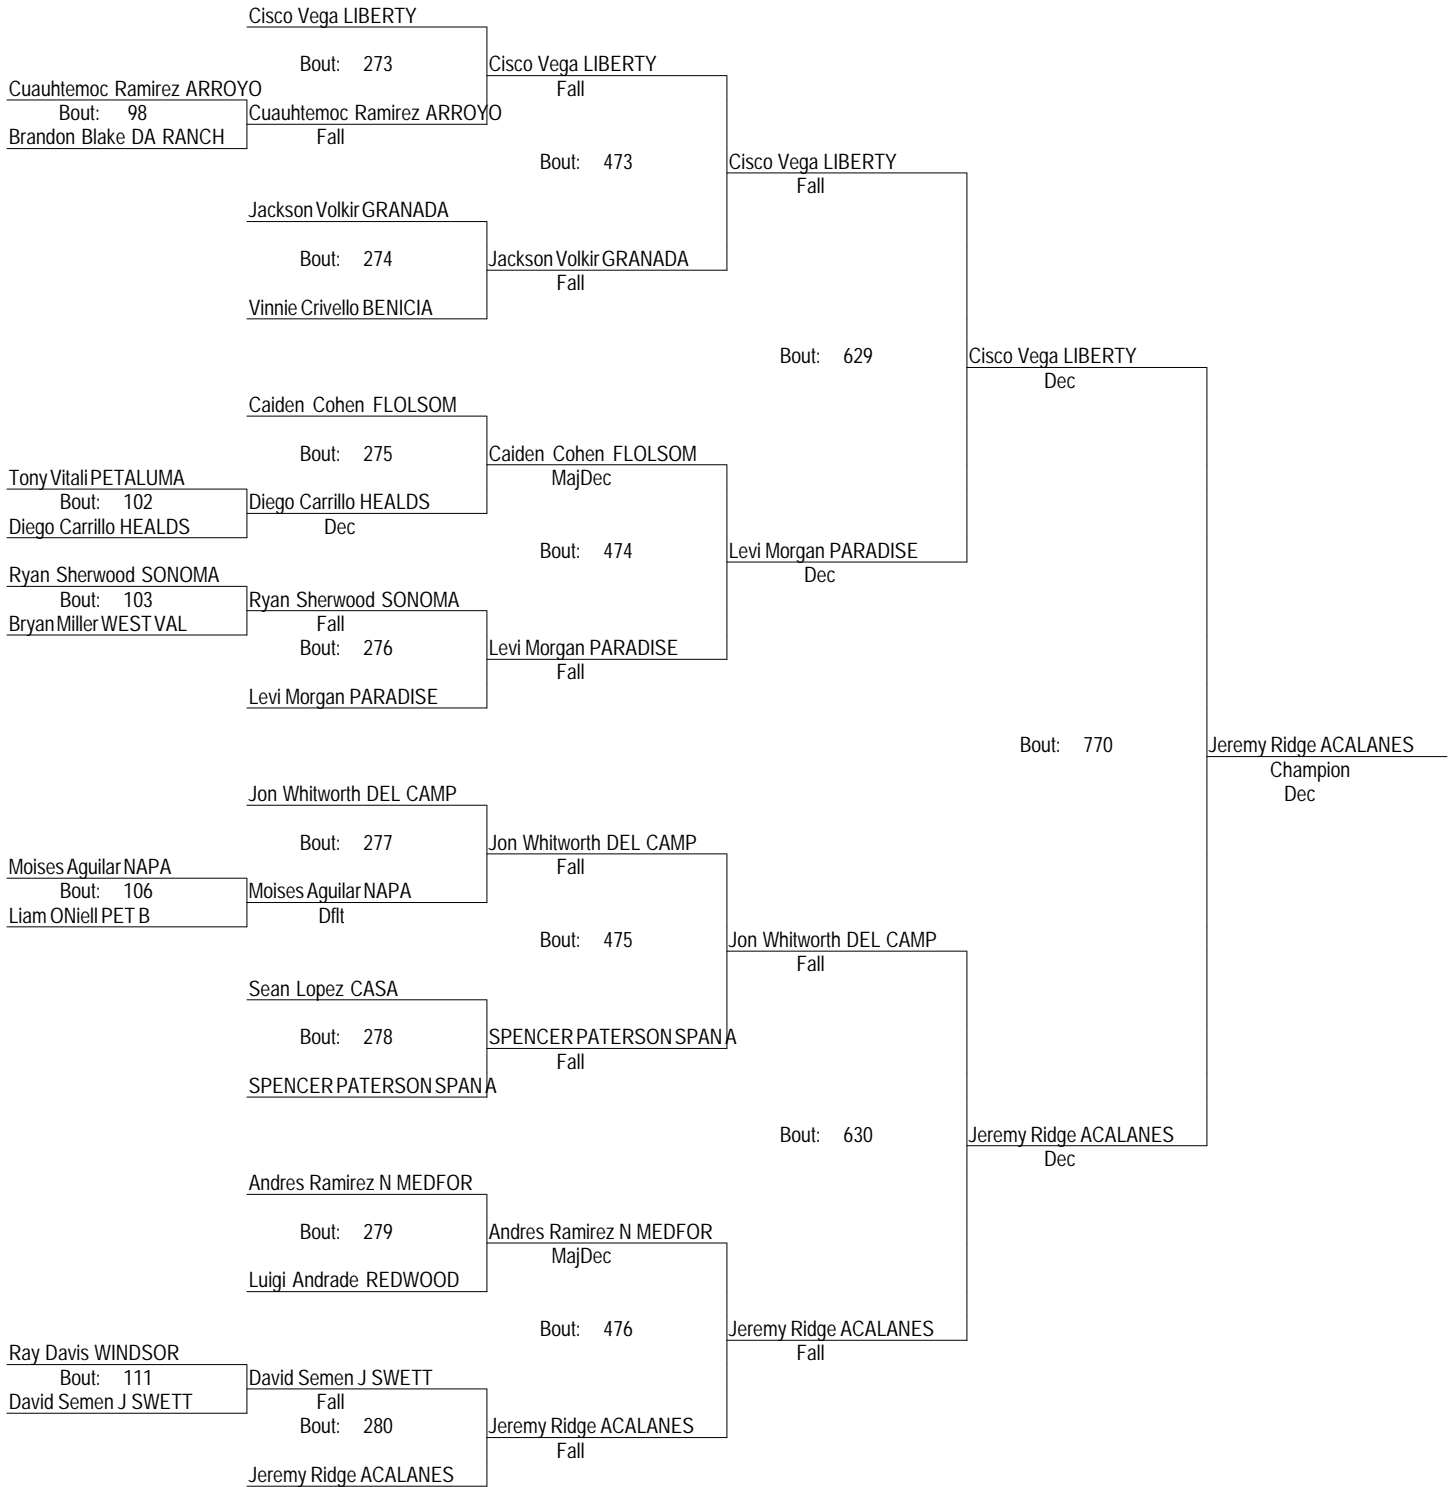 Cisco Vega LIBERTY
Bout: 273
Cisco Vega LIBERTY
Fall
Cuauhtemoc Ramirez ARROYO
Bout: 98
Cuauhtemoc Ramirez ARROYO
Brandon Blake DA RANCH
Fall
Bout: 473
Cisco Vega LIBERTY
Fall
Jackson Volkir GRANADA
Bout: 274
Jackson Volkir GRANADA
Fall
Vinnie Crivello BENICIA
Bout: 629
Cisco Vega LIBERTY
Dec
Caiden Cohen FLOLSOM
Bout: 275
Caiden Cohen FLOLSOM
MajDec
Tony Vitali PETALUMA
Bout: 102
Diego Carrillo HEALDS
Diego Carrillo HEALDS
Dec
Bout: 474
Levi Morgan PARADISE
Dec
Ryan Sherwood SONOMA
Bout: 103
Ryan Sherwood SONOMA
Bryan Miller WEST VAL
Fall
Bout: 276
Levi Morgan PARADISE
Fall
Levi Morgan PARADISE
Bout: 770
Jeremy Ridge ACALANES
Champion
Dec
Jon Whitworth DEL CAMP
Bout: 277
Jon Whitworth DEL CAMP
Fall
Moises Aguilar NAPA
Bout: 106
Moises Aguilar NAPA
Liam ONiell PET B
Dflt
Bout: 475
Jon Whitworth DEL CAMP
Fall
Sean Lopez CASA
Bout: 278
SPENCER PATERSON SPAN A
Fall
SPENCER PATERSON SPAN A
Bout: 630
Jeremy Ridge ACALANES
Dec
Andres Ramirez N MEDFOR
Bout: 279
Andres Ramirez N MEDFOR
MajDec
Luigi Andrade REDWOOD
Bout: 476
Jeremy Ridge ACALANES
Fall
Ray Davis WINDSOR
Bout: 111
David Semen J SWETT
David Semen J SWETT
Fall
Bout: 280
Jeremy Ridge ACALANES
Fall
Jeremy Ridge ACALANES